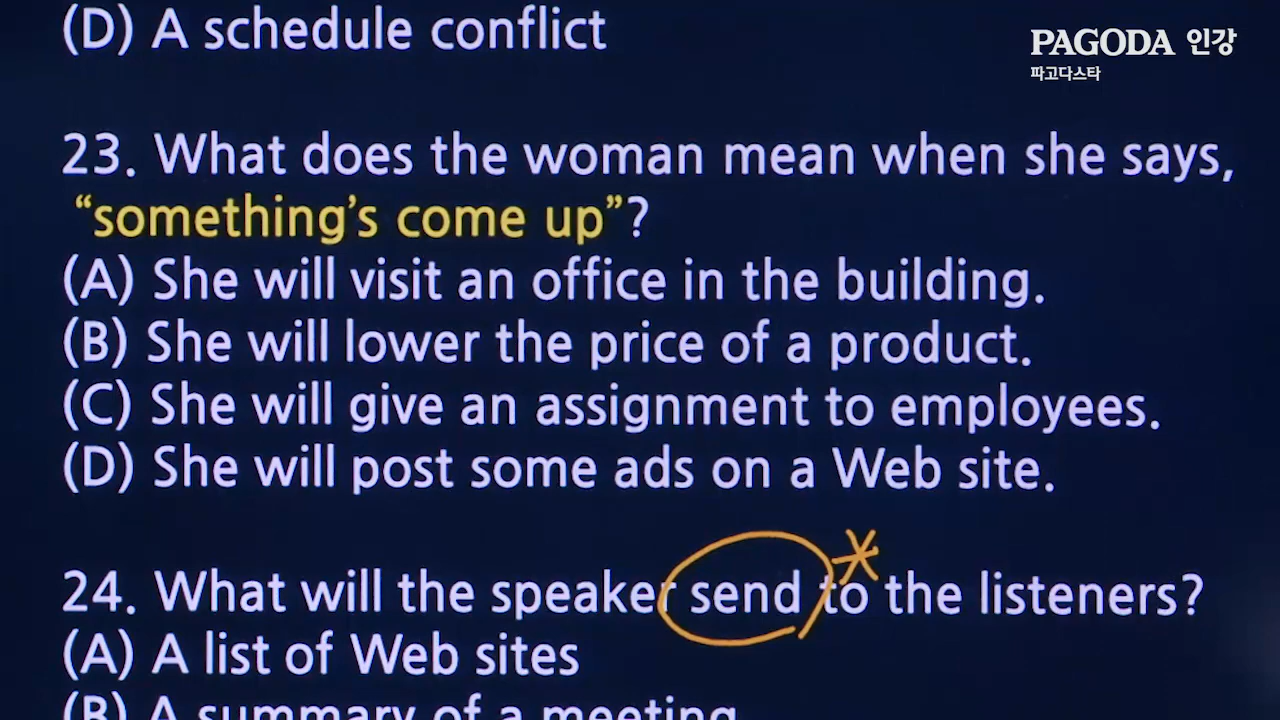 (D) A schedule conflict
PAGODA 인강
파고다스타
23. What does the woman mean when she says,
“something’s come up”?
(A) She will visit an office in the building.
(B) She will lower the price of a product.
(C) She will give an assignment to employees.
(D) She will post some ads on a Web site.
24. What will the speaker send to the listeners?
(A) A list of Web sites
(B) A summary of a meeting